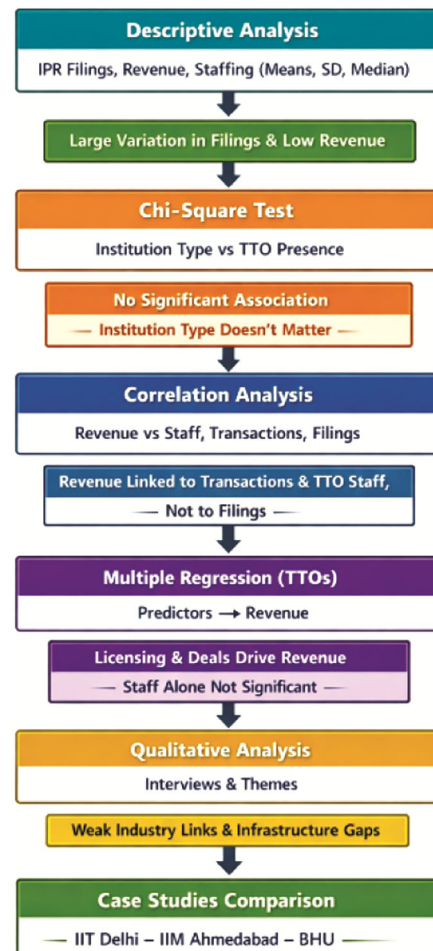 Descriptive Analysis
IPR Filings, Revenue, Staffing (Means, SD, Median)
Large Variation in Filings & Low Revenue
Chi-Square Test
Institution Type vs TTO Presence
No Significant Association
Institution Type Doesn't Matter
Correlation Analysis
Revenue vs Staff, Transactions, Filings
Revenue Linked to Transactions & TTO Staff,
Not to Filings
Multiple Regression (TTOs)
Predictors → Revenue
Licensing & Deals Drive Revenue
Staff Alone Not Significant
Qualitative Analysis
Interviews & Themes
Weak Industry Links & Infrastructure Gaps
Case Studies Comparison
IIT Delhi – IIM Ahmedabad – BHU